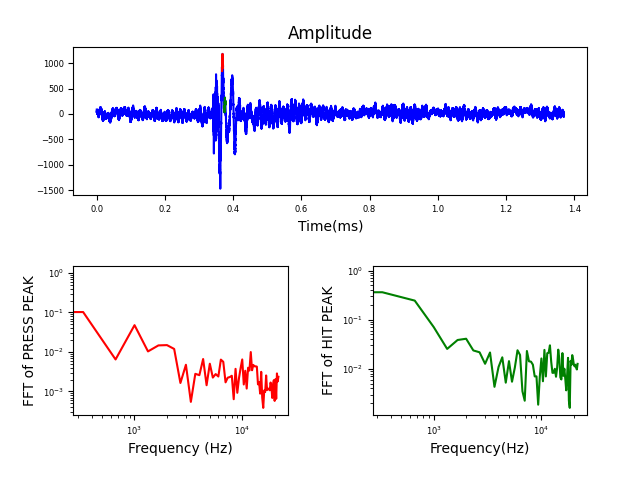 Amplitude
1000
500
0
−500
−1000
−1500
0.0 0.2 0.4 0.6 0.8 1.0 1.2 1.4
Time(ms)
FFT of PRESS PEAK
10⁰
10⁻¹
10⁻²
10⁻³
10³ 10⁴
Frequency (Hz)
FFT of HIT PEAK
10⁰
10⁻¹
10⁻²
10³ 10⁴
Frequency(Hz)